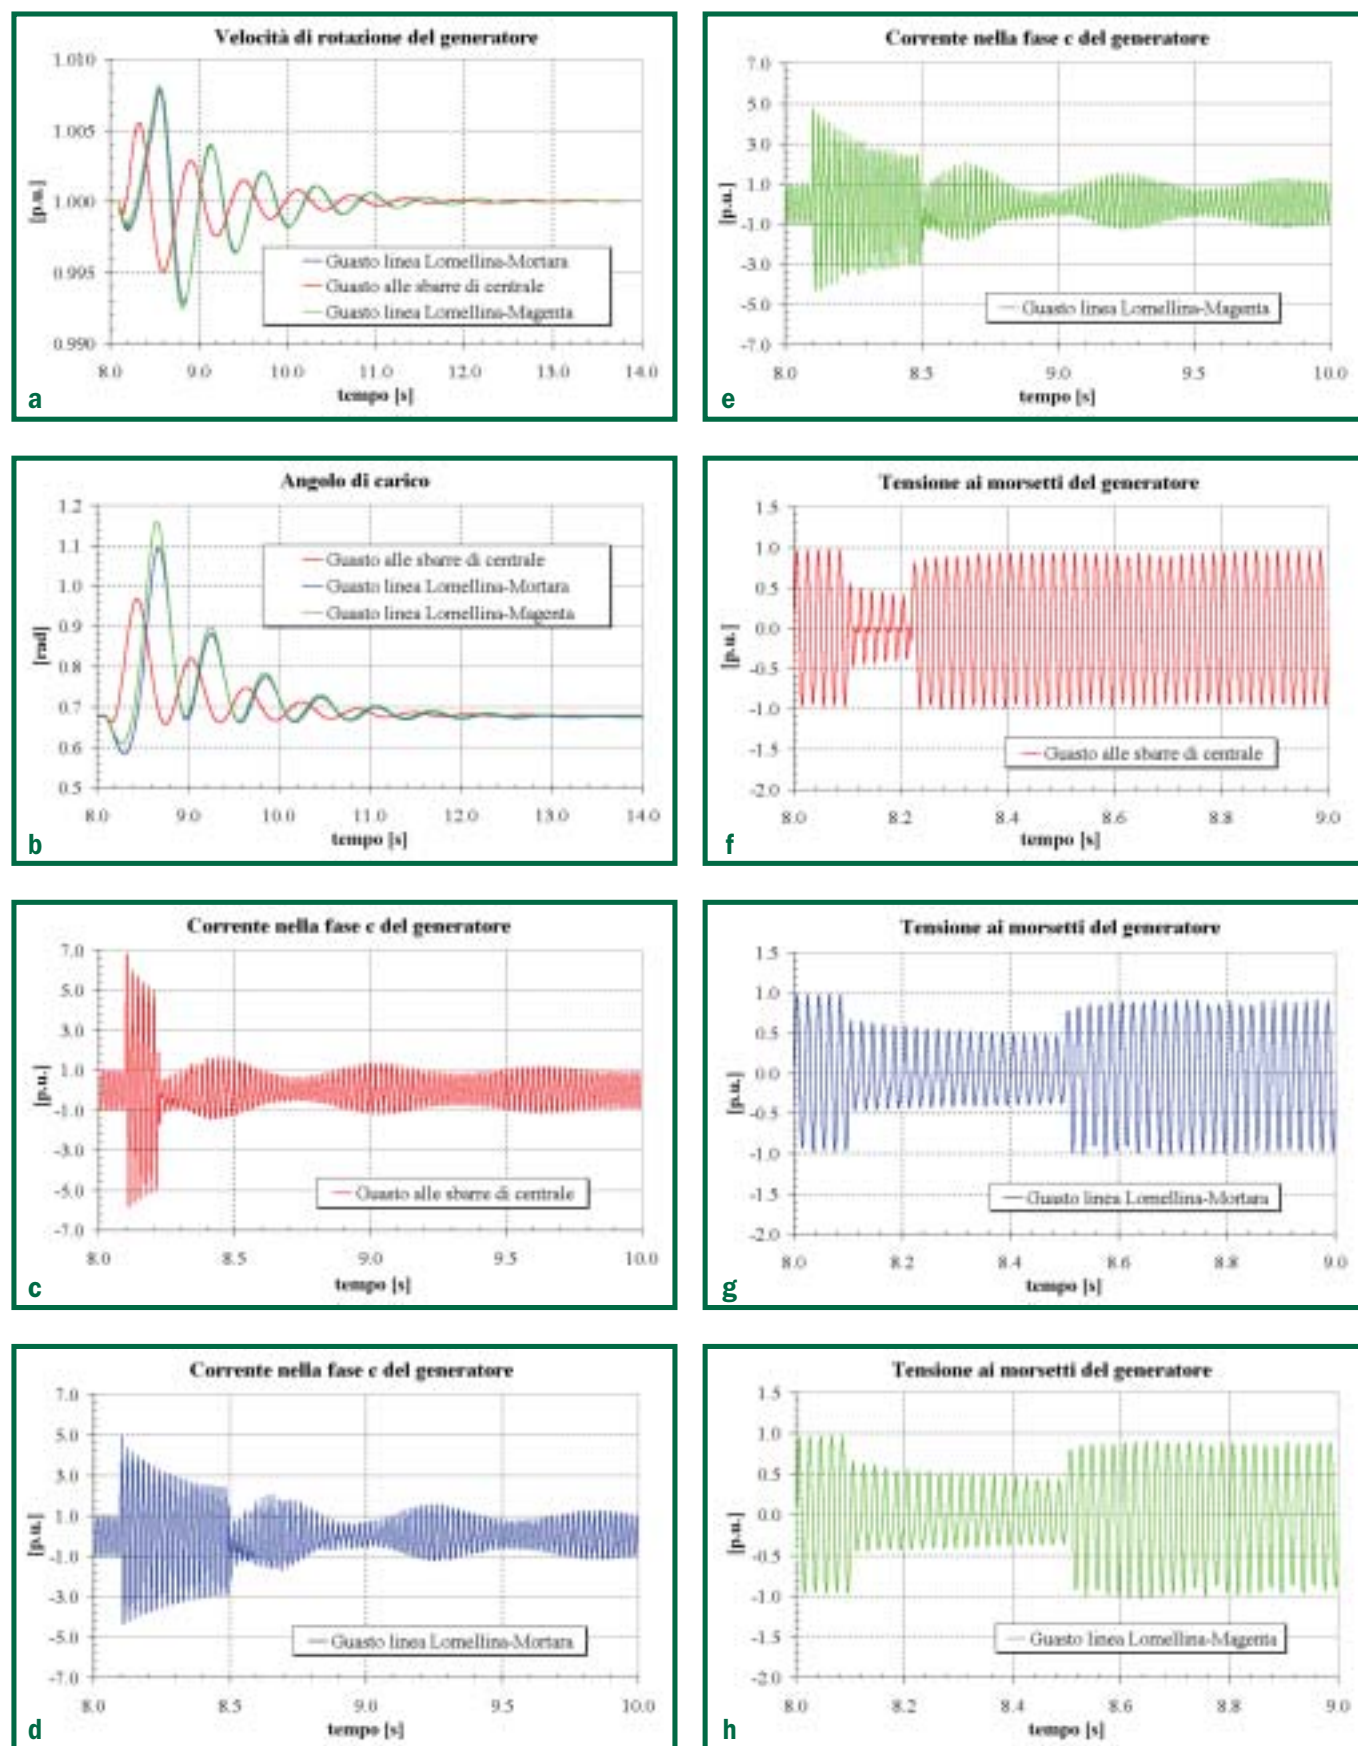 Velocità di rotazione del generatore
1.010
1.005
1.000
0.995
0.990
[p.u.]
Guasto linea Lomellina-Mortara
Guasto alle sbarre di centrale
Guasto linea Lomellina-Magenta
8.0 9.0 10.0 11.0 12.0 13.0 14.0
tempo [s]
a
Angolo di carico
1.2
1.1
1.0
0.9
0.8
0.7
0.6
0.5
[rad]
Guasto alle sbarre di centrale
Guasto linea Lomellina-Mortara
Guasto linea Lomellina-Magenta
8.0 9.0 10.0 11.0 12.0 13.0 14.0
tempo [s]
b
Corrente nella fase c del generatore
7.0
5.0
3.0
1.0
-1.0
-3.0
-5.0
-7.0
[p.u.]
Guasto alle sbarre di centrale
8.0 8.5 9.0 9.5 10.0
tempo [s]
c
Corrente nella fase c del generatore
7.0
5.0
3.0
1.0
-1.0
-3.0
-5.0
-7.0
[p.u.]
Guasto linea Lomellina-Mortara
8.0 8.5 9.0 9.5 10.0
tempo [s]
d
Corrente nella fase c del generatore
7.0
5.0
3.0
1.0
-1.0
-3.0
-5.0
-7.0
[p.u.]
Guasto linea Lomellina-Magenta
8.0 8.5 9.0 9.5 10.0
tempo [s]
e
Tensione ai morsetti del generatore
1.5
1.0
0.5
0.0
-0.5
-1.0
-1.5
-2.0
[p.u.]
Guasto alle sbarre di centrale
8.0 8.2 8.4 8.6 8.8 9.0
tempo [s]
f
Tensione ai morsetti del generatore
1.5
1.0
0.5
0.0
-0.5
-1.0
-1.5
-2.0
[p.u.]
Guasto linea Lomellina-Mortara
8.0 8.2 8.4 8.6 8.8 9.0
tempo [s]
g
Tensione ai morsetti del generatore
1.5
1.0
0.5
0.0
-0.5
-1.0
-1.5
-2.0
[p.u.]
Guasto linea Lomellina-Magenta
8.0 8.2 8.4 8.6 8.8 9.0
tempo [s]
h